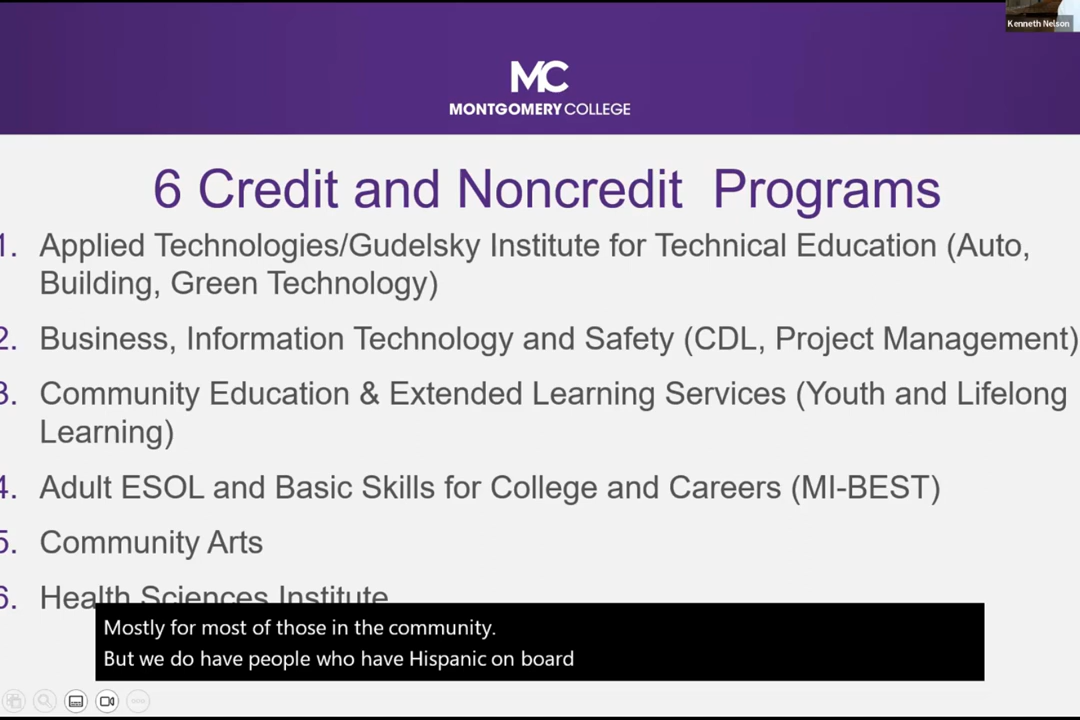 Kenneth Nelson
MC
MONTGOMERY COLLEGE
6 Credit and Noncredit Programs
1. Applied Technologies/Gudelsky Institute for Technical Education (Auto,
Building, Green Technology)
2. Business, Information Technology and Safety (CDL, Project Management)
3. Community Education & Extended Learning Services (Youth and Lifelong
Learning)
4. Adult ESOL and Basic Skills for College and Careers (MI-BEST)
5. Community Arts
6. Health Sciences Institute
Mostly for most of those in the community.
But we do have people who have Hispanic on board